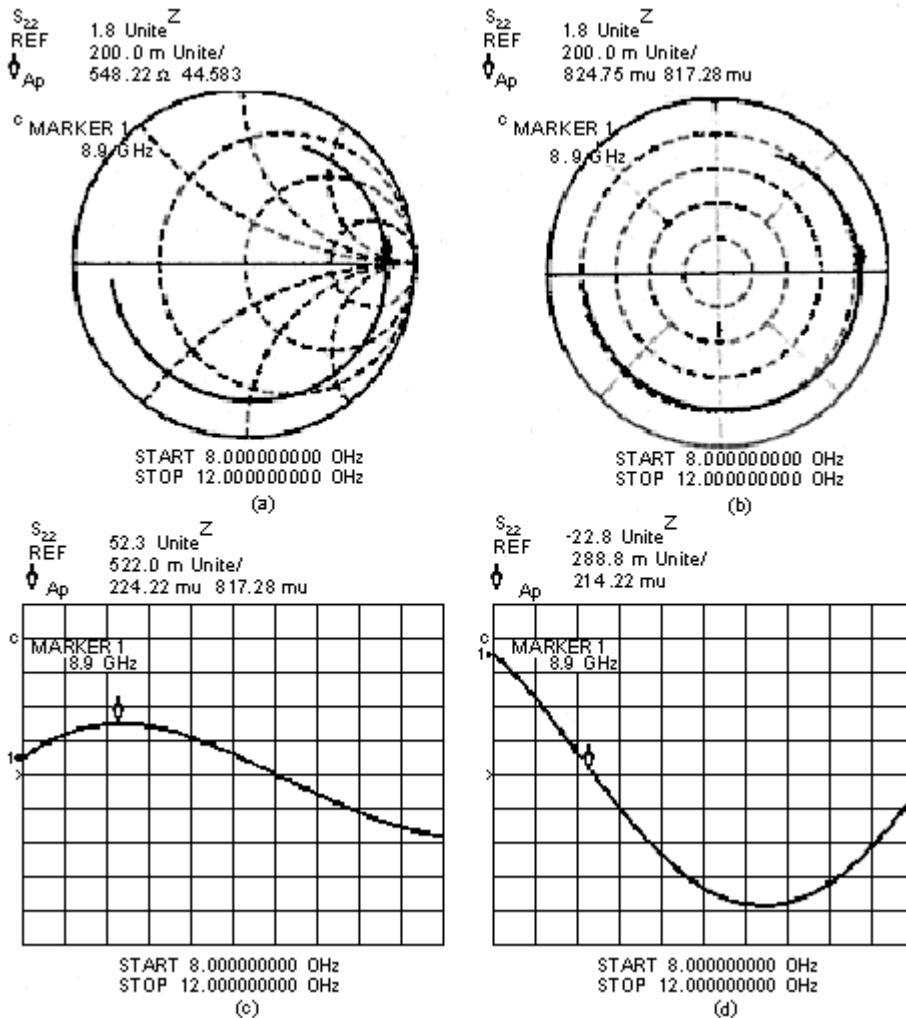 S22 Z
REF 1.8 Unite
200.0 m Unite/
Ap 548.22 Ω 44.583
c MARKER 1
8.9 GHz
START 8.000000000 OHz
STOP 12.000000000 OHz
(a)
S22 Z
REF 1.8 Unite
200.0 m Unite/
Ap 824.75 mu 817.28 mu
c MARKER 1
8.9 GHz
START 8.000000000 OHz
STOP 12.000000000 OHz
(b)
S22 Z
REF 52.3 Unite
522.0 m Unite/
Ap 224.22 mu 817.28 mu
c MARKER 1
8.9 GHz
1
START 8.000000000 OHz
STOP 12.000000000 OHz
(c)
S22 Z
REF -22.8 Unite
288.8 m Unite/
Ap 214.22 mu
c MARKER 1
1 8.9 GHz
START 8.000000000 OHz
STOP 12.000000000 OHz
(d)